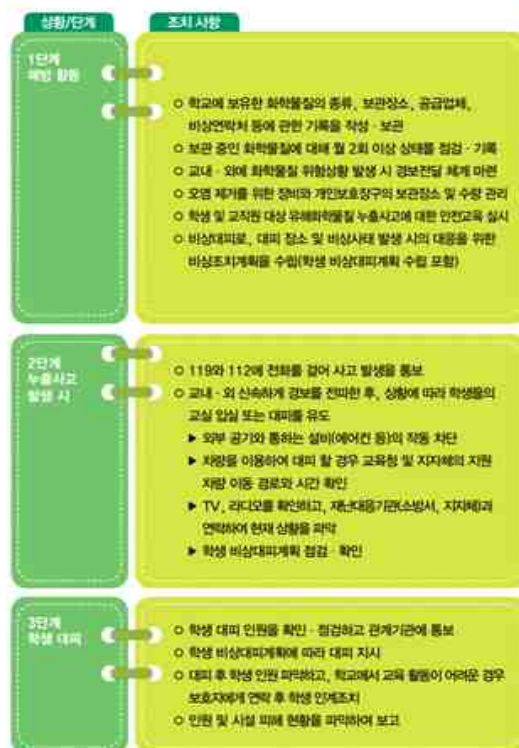 상황/단계
조치 사항
1단계
예방 활동
○ 학교에 보유한 화학물질의 종류, 보관장소, 공급업체,
비상연락처 등에 관한 기록을 작성 · 보관
○ 보관 중인 화학물질에 대해 월 2회 이상 상태를 점검 · 기록
○ 교내 · 외에 화학물질 위험상황 발생 시 경보전달 체계 마련
○ 오염 제거를 위한 장비와 개인보호장구의 보관장소 및 수량 관리
○ 학생 및 교직원 대상 유해화학물질 누출사고에 대한 안전교육 실시
○ 비상대피로, 대피 장소 및 비상사태 발생 시의 대응을 위한
비상조치계획을 수립(학생 비상대피계획 수립 포함)
2단계
누출사고
발생 시
○ 119와 112에 전화를 걸어 사고 발생을 통보
○ 교내 · 외 신속하게 경보를 전파한 후, 상황에 따라 학생들의
교실 입실 또는 대피를 유도
▶ 외부 공기와 통하는 설비(에어컨 등)의 작동 차단
▶ 차량을 이용하여 대피 할 경우 교육청 및 지자체의 지원
차량 이동 경로와 시간 확인
▶ TV, 라디오를 확인하고, 재난대응기관(소방서, 지자체)과
연락하여 현재 상황을 파악
▶ 학생 비상대피계획 점검 · 확인
3단계
학생 대피
○ 학생 대피 인원을 확인 · 점검하고 관계기관에 통보
○ 학생 비상대피계획에 따라 대피 지시
○ 대피 후 학생 인원 파악하고, 학교에서 교육 활동이 어려운 경우
보호자에게 연락 후 학생 인계조치
○ 인원 및 시설 피해 현황을 파악하여 보고